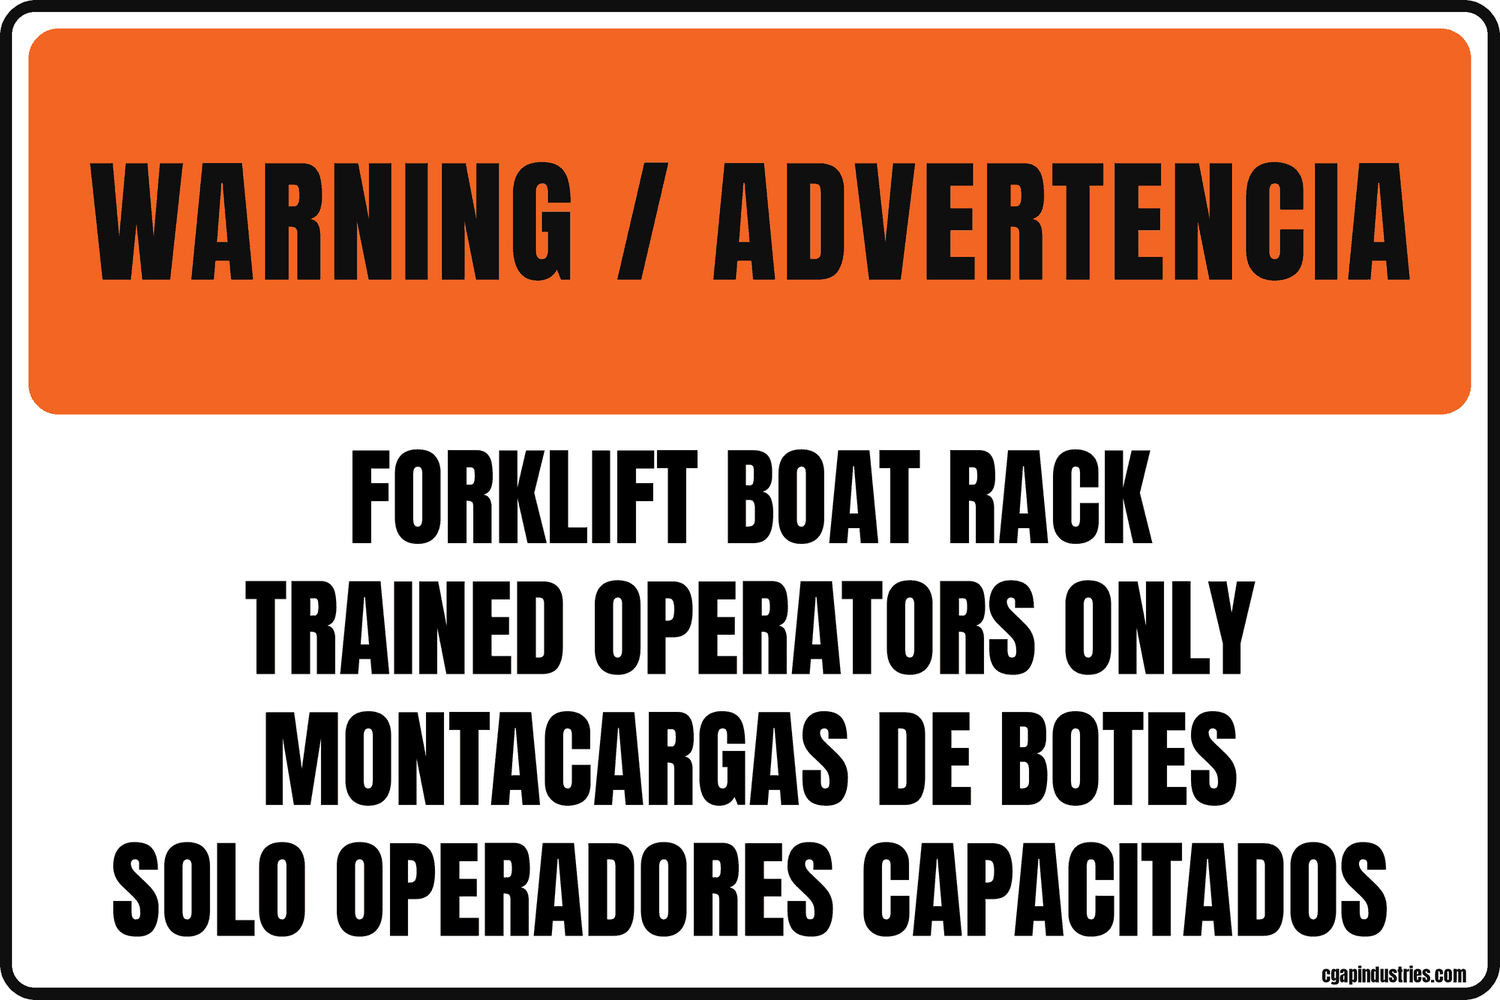 WARNING / ADVERTENCIA
FORKLIFT BOAT RACK
TRAINED OPERATORS ONLY
MONTACARGAS DE BOTES
SOLO OPERADORES CAPACITADOS
cgapindustries.com